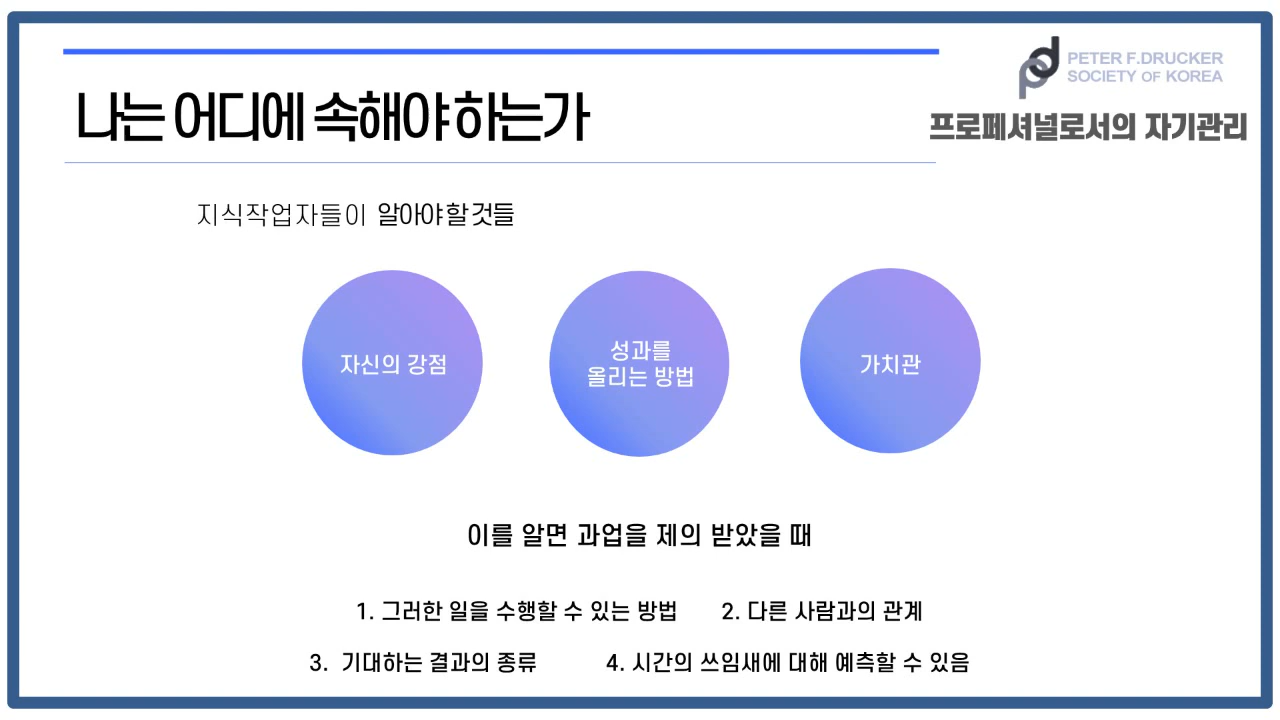 PETER F.DRUCKER
SOCIETY OF KOREA
프로페셔널로서의 자기관리
나는 어디에 속해야 하는가
지식작업자들이 알아야할것들
자신의 강점
성과를
올리는 방법
가치관
이를 알면 과업을 제의 받았을 때
1. 그러한 일을 수행할 수 있는 방법 2. 다른 사람과의 관계
3. 기대하는 결과의 종류 4. 시간의 쓰임새에 대해 예측할 수 있음